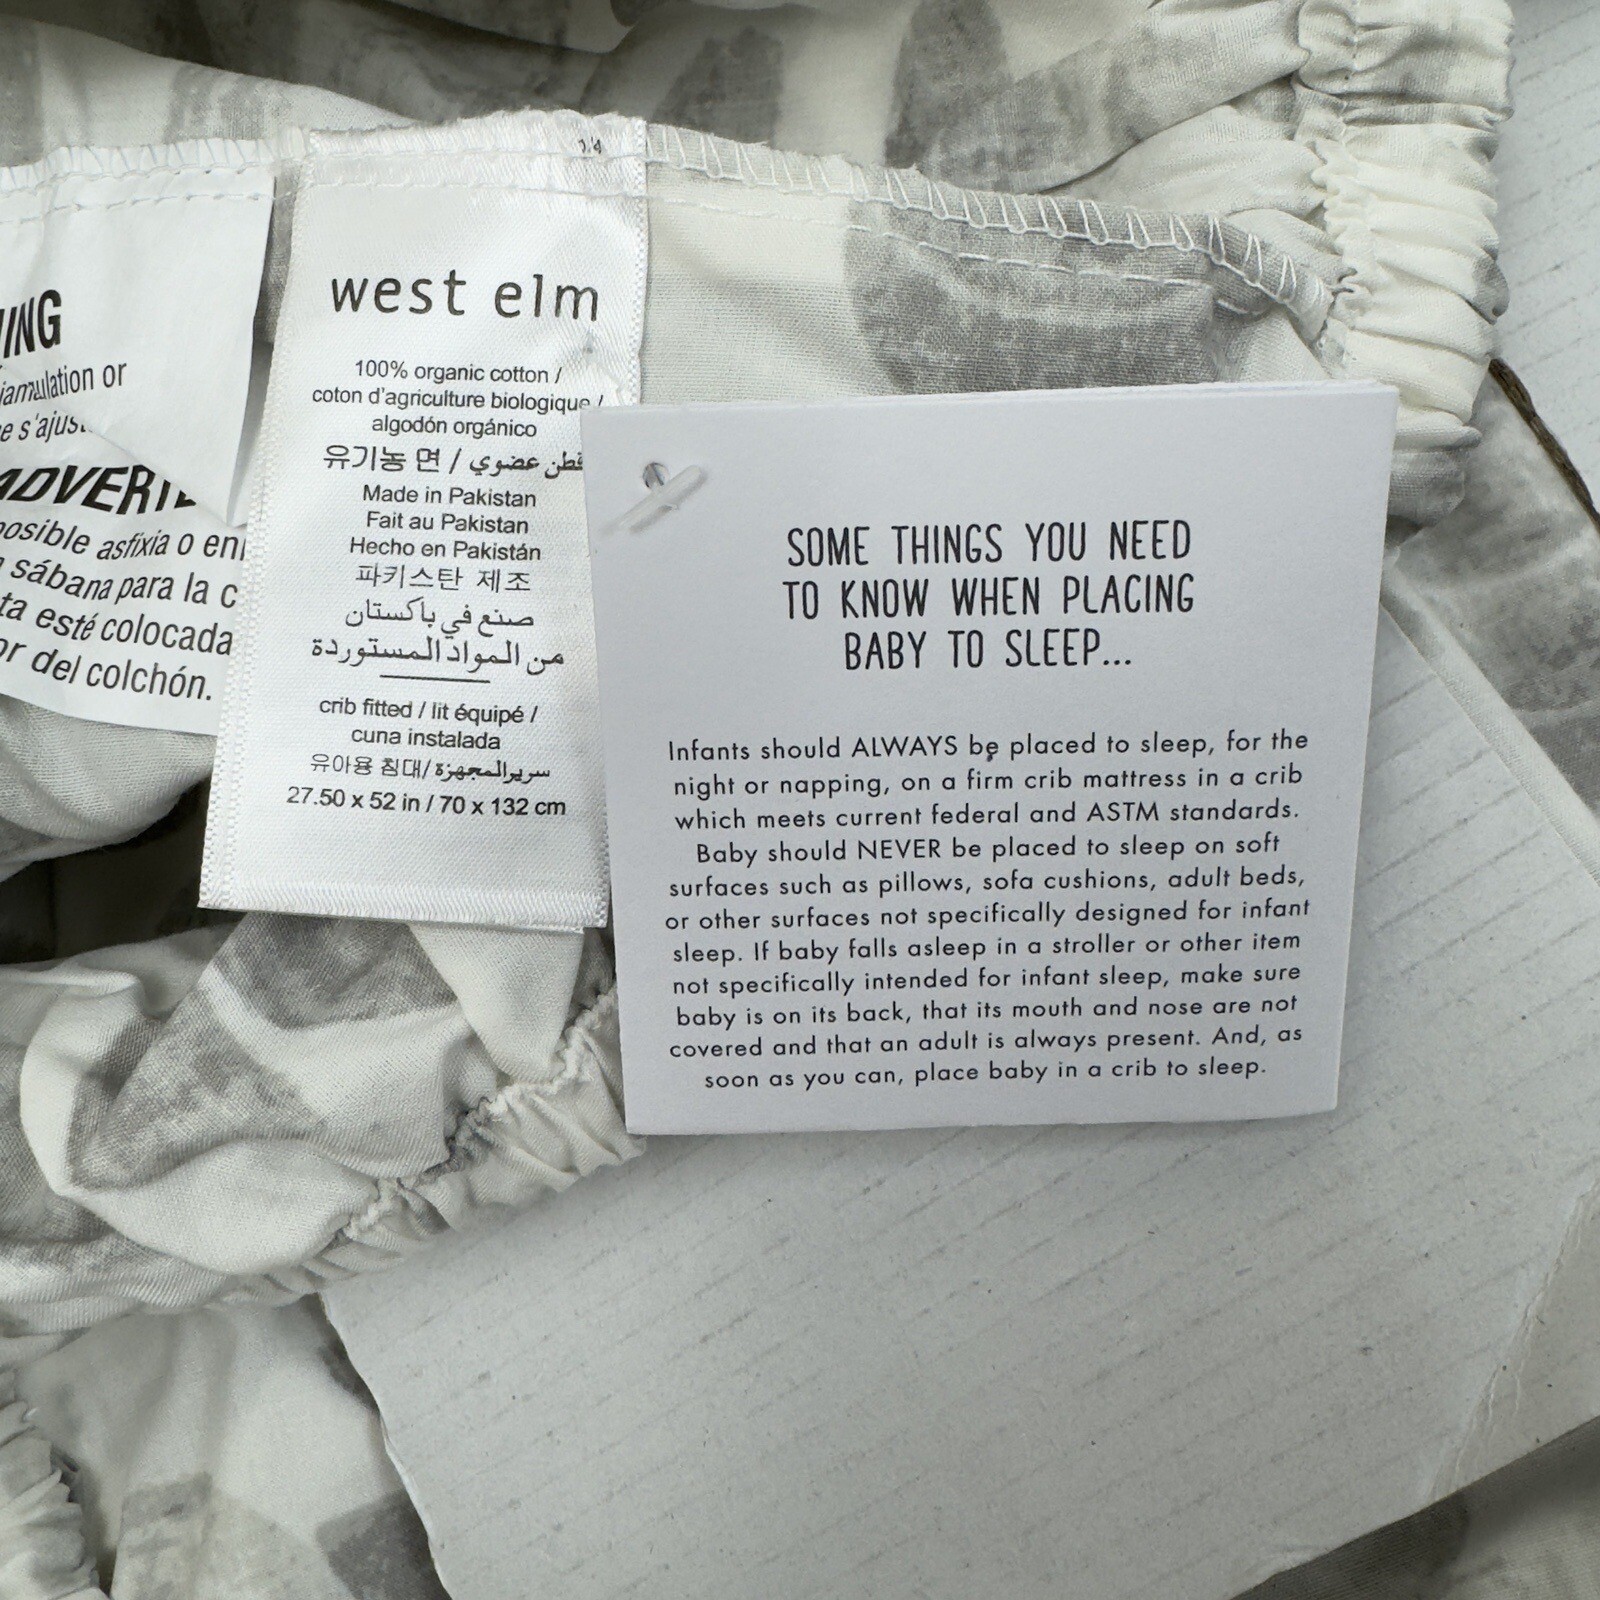 iamulation or
ADVERT
posible asfixia o en
sábana para la c
ta esté colocada
or del colchón.
west elm
100% organic cotton /
coton d'agriculture biologique /
algodón orgánico
유기농 면 / قطن عضوي
Made in Pakistan
Fait au Pakistan
Hecho en Pakistán
파키스탄 제조
صنع في باكستان
من المواد المستوردة
crib fitted / lit équipé /
cuna instalada
유아용 침대/سريرالمجهزة
27.50 x 52 in / 70 x 132 cm
SOME THINGS YOU NEED
TO KNOW WHEN PLACING
BABY TO SLEEP...
Infants should ALWAYS be placed to sleep, for the
night or napping, on a firm crib mattress in a crib
which meets current federal and ASTM standards.
Baby should NEVER be placed to sleep on soft
surfaces such as pillows, sofa cushions, adult beds,
or other surfaces not specifically designed for infant
sleep. If baby falls asleep in a stroller or other item
not specifically intended for infant sleep, make sure
baby is on its back, that its mouth and nose are not
covered and that an adult is always present. And, as
soon as you can, place baby in a crib to sleep.